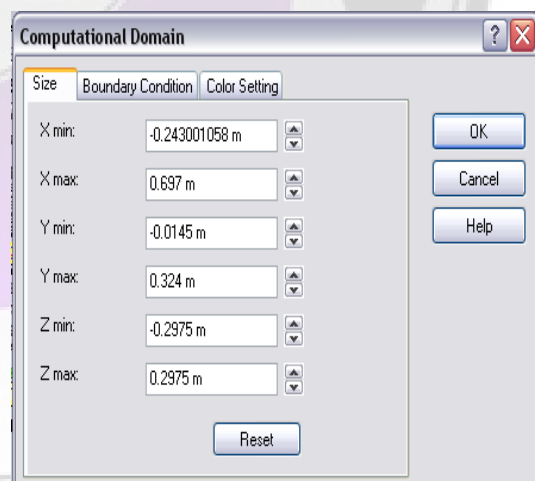 Computational Domain
Size Boundary Condition Color Setting
X min: -0.243001058 m
X max: 0.697 m
Y min: -0.0145 m
Y max: 0.324 m
Z min: -0.2975 m
Z max: 0.2975 m
Reset
OK
Cancel
Help